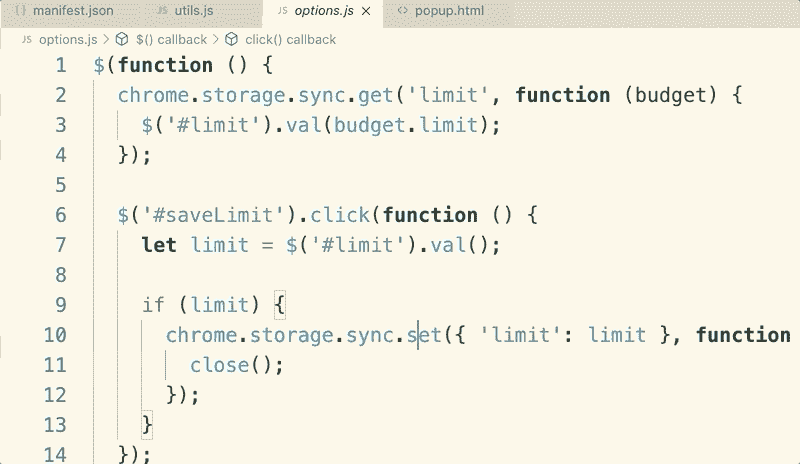 {} manifest.json JS utils.js JS options.js × <> popup.html
JS options.js > $() callback > click() callback
1 $(function () {
2 chrome.storage.sync.get('limit', function (budget) {
3 $('#limit').val(budget.limit);
4 });
5
6 $('#saveLimit').click(function () {
7 let limit = $('#limit').val();
8
9 if (limit) {
10 chrome.storage.sync.set({ 'limit': limit }, function
11 close();
12 });
13 }
14 });